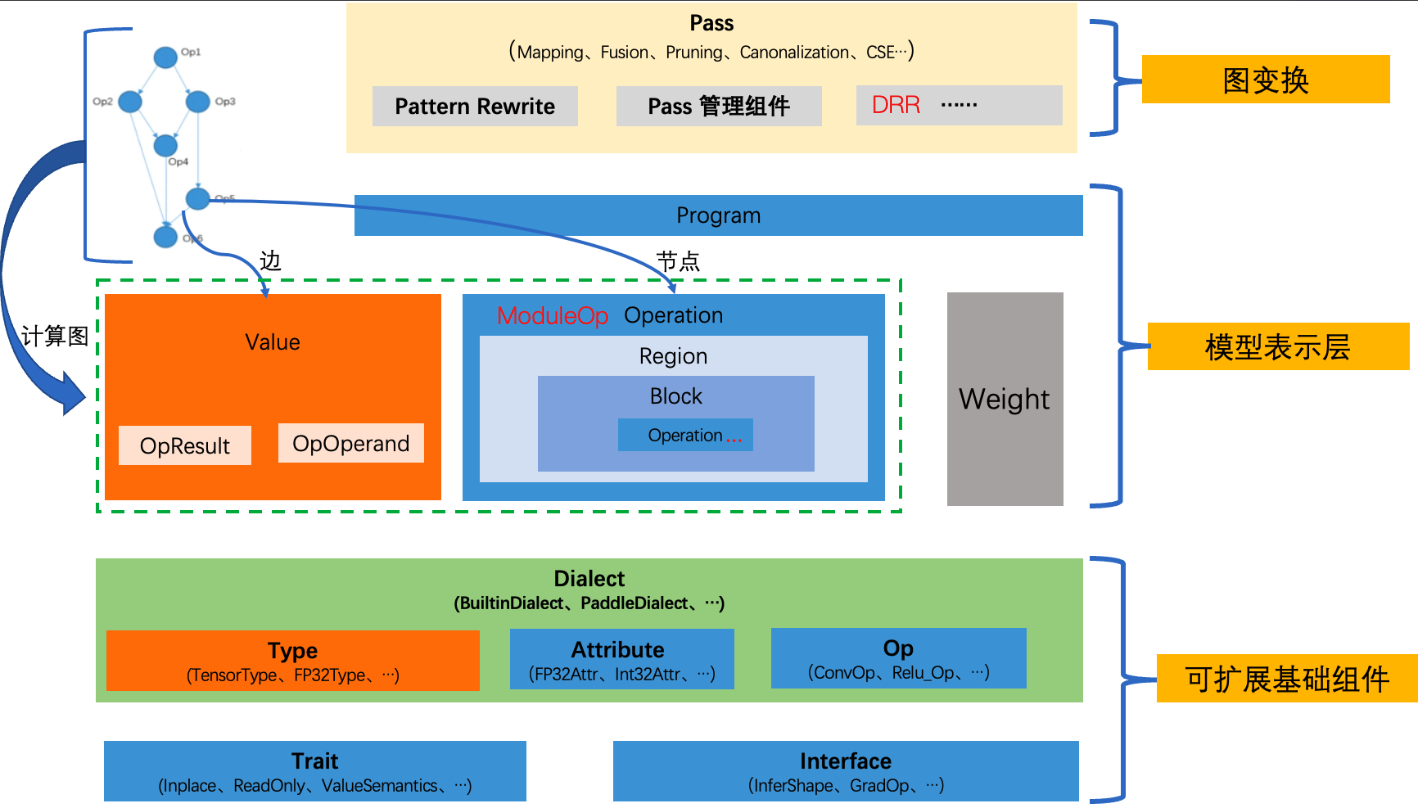 Pass
(Mapping、Fusion、Pruning、Canonalization、CSE…)
Pattern Rewrite
Pass 管理组件
DRR ……
图变换
Op1
Op2
Op3
Op4
Op5
Op6
Program
边
节点
计算图
Value
OpResult
OpOperand
ModuleOp Operation
Region
Block
Operation…
Weight
模型表示层
Dialect
(BuiltinDialect、PaddleDialect、…)
Type
(TensorType、FP32Type、…)
Attribute
(FP32Attr、Int32Attr、…)
Op
(ConvOp、Relu_Op、…)
可扩展基础组件
Trait
(Inplace、ReadOnly、ValueSemantics、…)
Interface
(InferShape、GradOp、…)